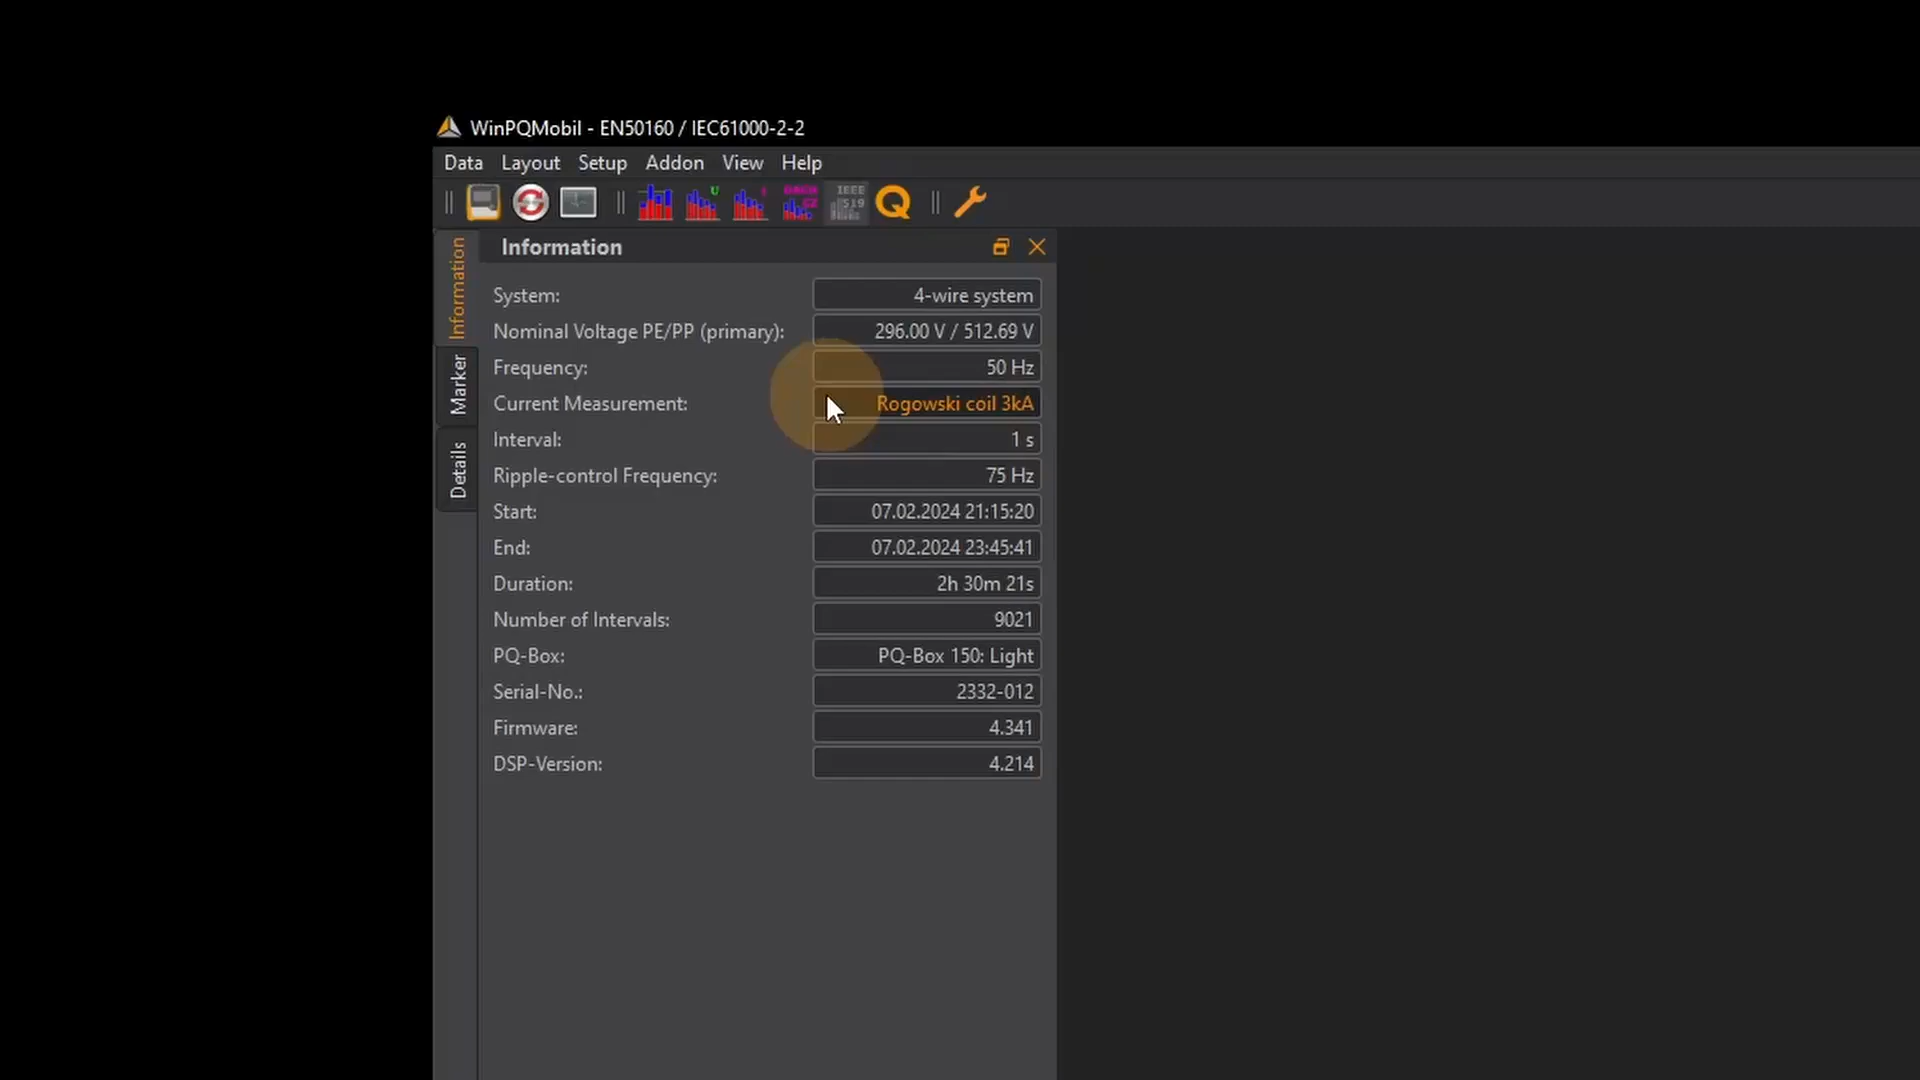 WinPQMobil - EN50160 / IEC61000-2-2
Data Layout Setup Addon View Help
U I DACH CZ IEEE 519
Information
Information
Marker
Details
System: 4-wire system
Nominal Voltage PE/PP (primary): 296.00 V / 512.69 V
Frequency: 50 Hz
Current Measurement: Rogowski coil 3kA
Interval: 1 s
Ripple-control Frequency: 75 Hz
Start: 07.02.2024 21:15:20
End: 07.02.2024 23:45:41
Duration: 2h 30m 21s
Number of Intervals: 9021
PQ-Box: PQ-Box 150: Light
Serial-No.: 2332-012
Firmware: 4.341
DSP-Version: 4.214